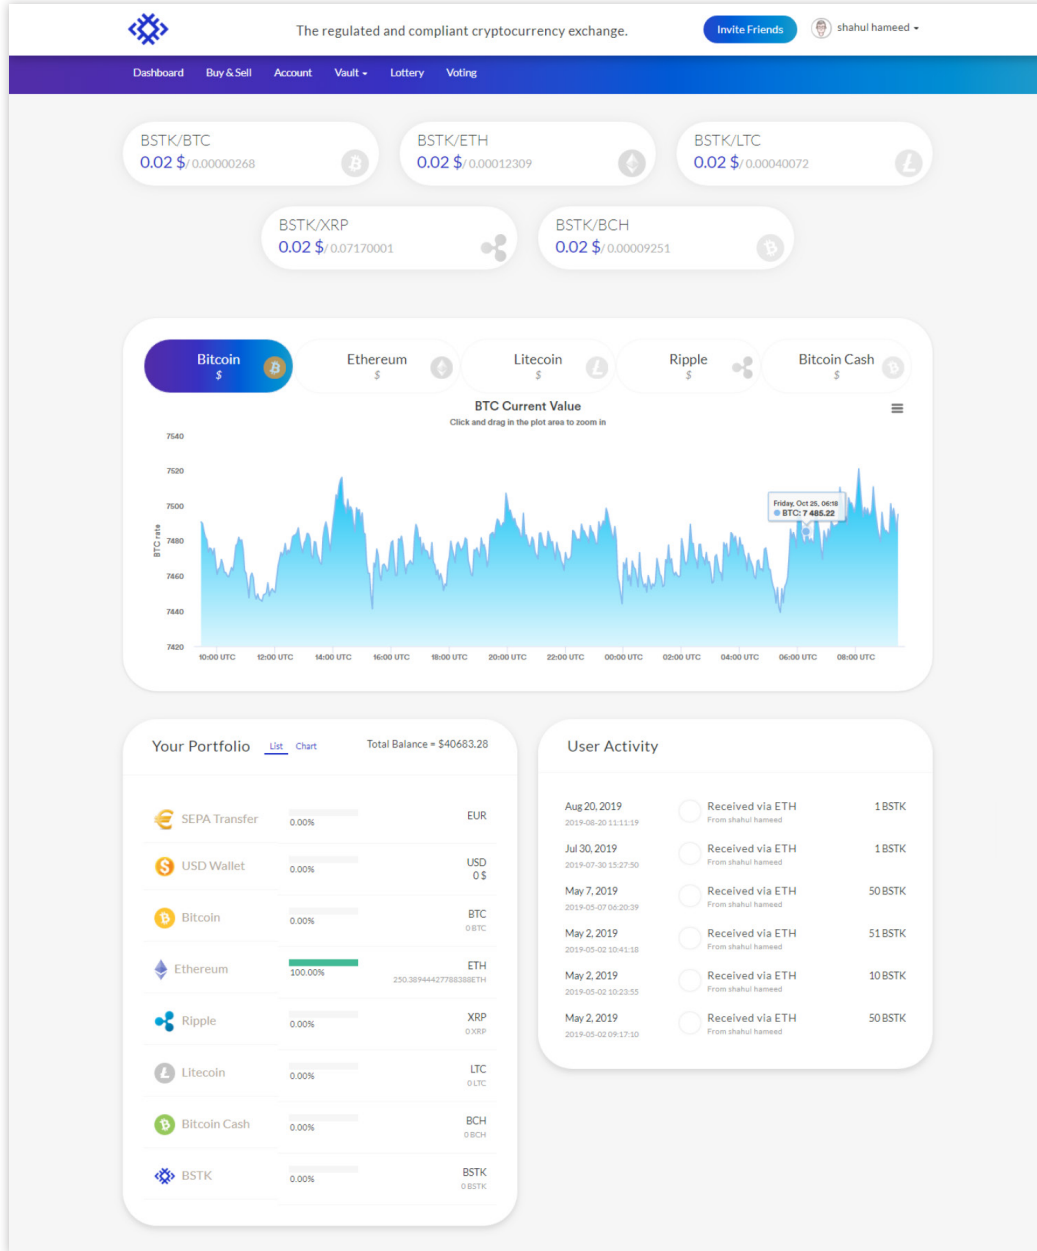 The regulated and compliant cryptocurrency exchange.
Invite Friends
shahul hameed
Dashboard Buy & Sell Account Vault Lottery Voting
BSTK/BTC
0.02 $/ 0.00000268
BSTK/ETH
0.02 $/ 0.00012309
BSTK/LTC
0.02 $/ 0.00040072
BSTK/XRP
0.02 $/ 0.07170001
BSTK/BCH
0.02 $/ 0.00009251
Bitcoin
$
Ethereum
$
Litecoin
$
Ripple
$
Bitcoin Cash
$
BTC Current Value
Click and drag in the plot area to zoom in
BTC rate
7540
7520
7500
7480
7460
7440
7420
Friday, Oct 25, 06:18
BTC: 7 485.22
10:00 UTC 12:00 UTC 14:00 UTC 16:00 UTC 18:00 UTC 20:00 UTC 22:00 UTC 00:00 UTC 02:00 UTC 04:00 UTC 06:00 UTC 08:00 UTC
Your Portfolio List Chart Total Balance = $40683.28
SEPA Transfer 0.00% EUR
USD Wallet 0.00% USD
0 $
Bitcoin 0.00% BTC
0 BTC
Ethereum 100.00% ETH
250.38944427788388ETH
Ripple 0.00% XRP
0 XRP
Litecoin 0.00% LTC
0 LTC
Bitcoin Cash 0.00% BCH
0 BCH
BSTK 0.00% BSTK
0 BSTK
User Activity
Aug 20, 2019 Received via ETH 1 BSTK
2019-08-20 11:11:19 From shahul hameed
Jul 30, 2019 Received via ETH 1 BSTK
2019-07-30 15:27:50 From shahul hameed
May 7, 2019 Received via ETH 50 BSTK
2019-05-07 06:20:39 From shahul hameed
May 2, 2019 Received via ETH 51 BSTK
2019-05-02 10:41:18 From shahul hameed
May 2, 2019 Received via ETH 10 BSTK
2019-05-02 10:23:55 From shahul hameed
May 2, 2019 Received via ETH 50 BSTK
2019-05-02 09:17:10 From shahul hameed